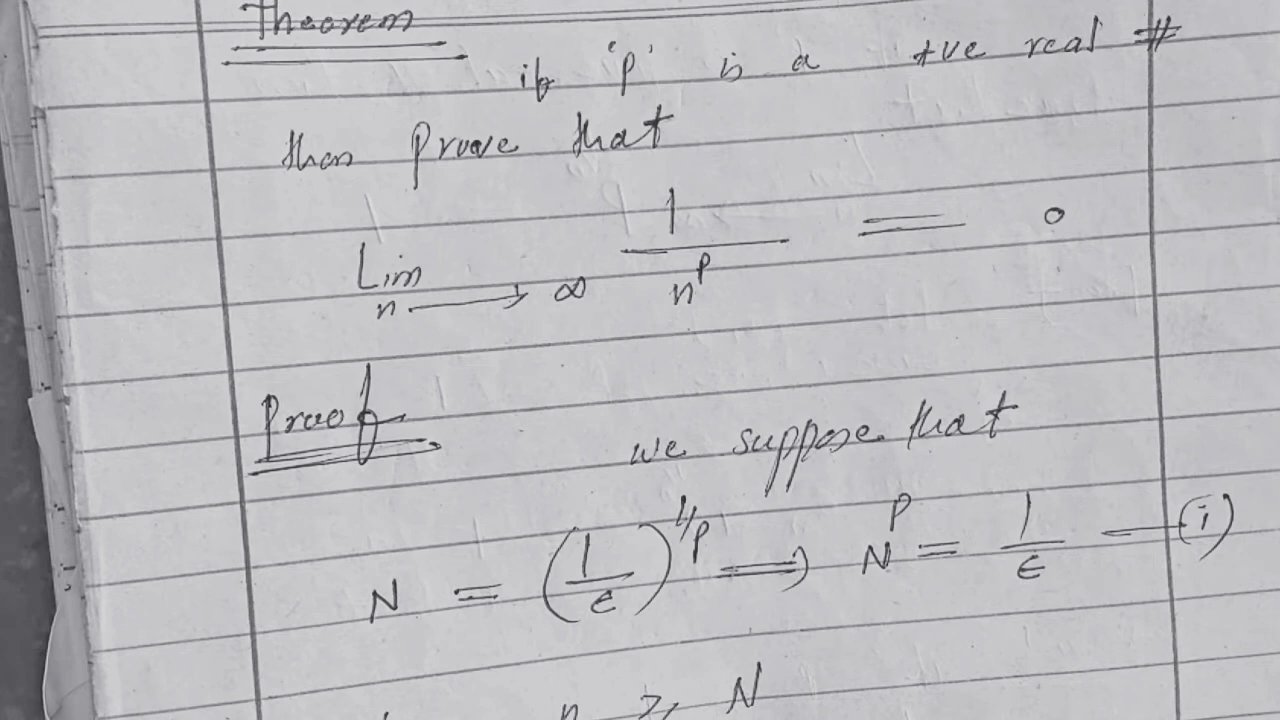 Theorem
if 'p' is a +ve real #
then Prove that
Lim n → ∞ 1/n^p = 0
Proof
we suppose that
N = (1/ε)^1/p ⟹ N^p = 1/ε — (i)
n ≥ N